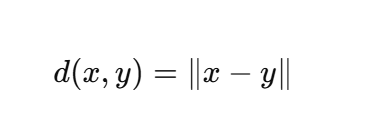 d(x, y) = ‖x − y‖